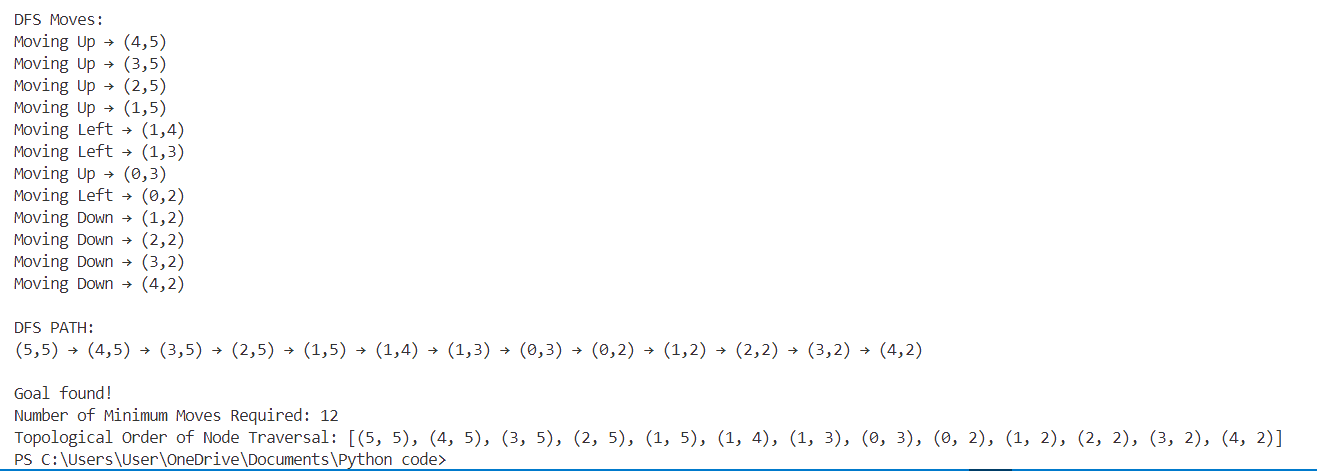 DFS Moves:
Moving Up → (4,5)
Moving Up → (3,5)
Moving Up → (2,5)
Moving Up → (1,5)
Moving Left → (1,4)
Moving Left → (1,3)
Moving Up → (0,3)
Moving Left → (0,2)
Moving Down → (1,2)
Moving Down → (2,2)
Moving Down → (3,2)
Moving Down → (4,2)
DFS PATH:
(5,5) → (4,5) → (3,5) → (2,5) → (1,5) → (1,4) → (1,3) → (0,3) → (0,2) → (1,2) → (2,2) → (3,2) → (4,2)
Goal found!
Number of Minimum Moves Required: 12
Topological Order of Node Traversal: [(5, 5), (4, 5), (3, 5), (2, 5), (1, 5), (1, 4), (1, 3), (0, 3), (0, 2), (1, 2), (2, 2), (3, 2), (4, 2)]
PS C:\Users\User\OneDrive\Documents\Python code>